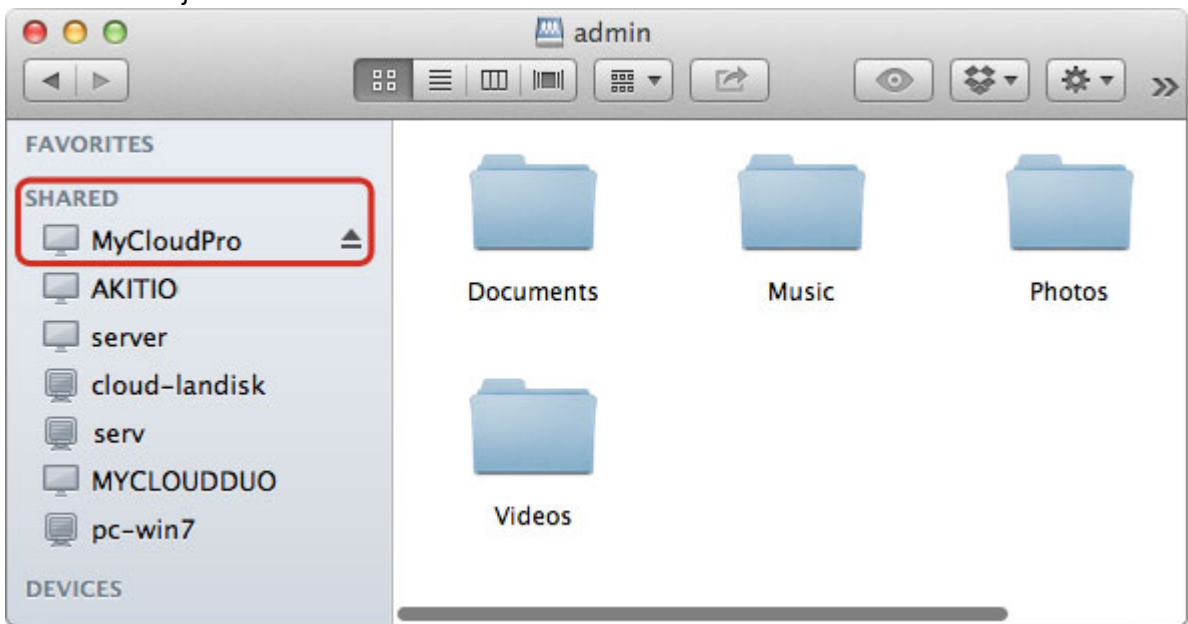 admin
FAVORITES
SHARED
MyCloudPro
AKITIO
server
cloud-landisk
serv
MYCLOUDDUO
pc-win7
DEVICES
Documents
Music
Photos
Videos